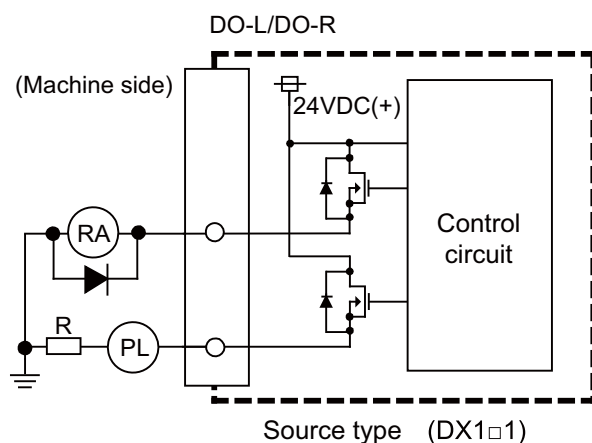 DO-L/DO-R
(Machine side)
24VDC(+)
RA
Control
circuit
R
PL
Source type (DX1□1)